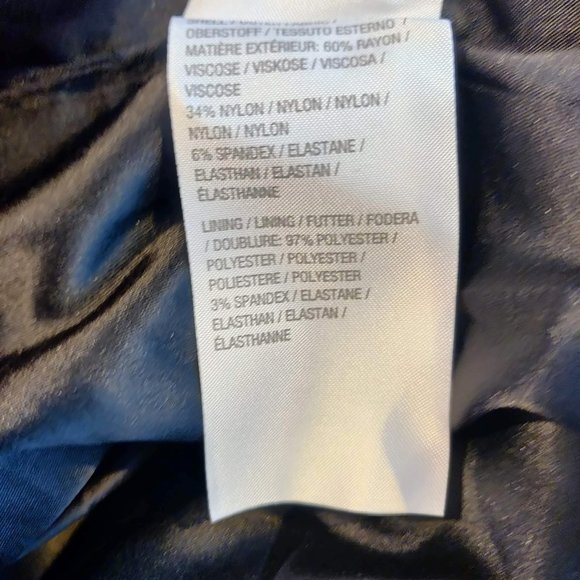 OBERSTOFF / TESSUTO ESTERNO /
MATIÈRE EXTÉRIEUR: 60% RAYON /
VISCOSE / VISKOSE / VISCOSA /
VISCOSE
34% NYLON / NYLON / NYLON /
NYLON / NYLON
6% SPANDEX / ELASTANE /
ELASTHAN / ELASTAN /
ÉLASTHANNE
LINING / LINING / FUTTER / FODERA
/ DOUBLURE: 97% POLYESTER /
POLYESTER / POLYESTER /
POLIESTERE / POLYESTER
3% SPANDEX / ELASTANE /
ELASTHAN / ELASTAN /
ÉLASTHANNE